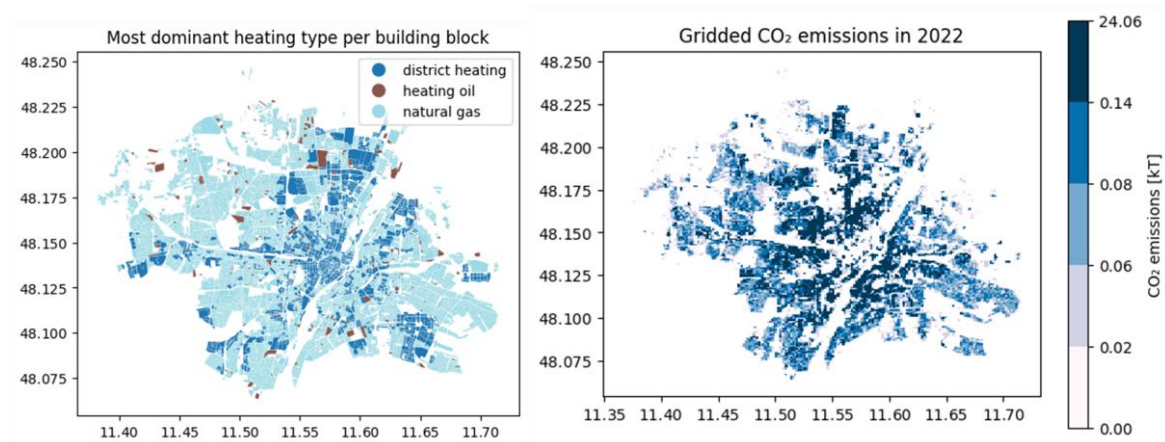 Most dominant heating type per building block
district heating
heating oil
natural gas
48.250
48.225
48.200
48.175
48.150
48.125
48.100
48.075
11.40 11.45 11.50 11.55 11.60 11.65 11.70
Gridded CO₂ emissions in 2022
48.250
48.225
48.200
48.175
48.150
48.125
48.100
48.075
11.35 11.40 11.45 11.50 11.55 11.60 11.65 11.70
24.06
0.14
0.08
0.06
0.02
0.00
CO₂ emissions [kT]